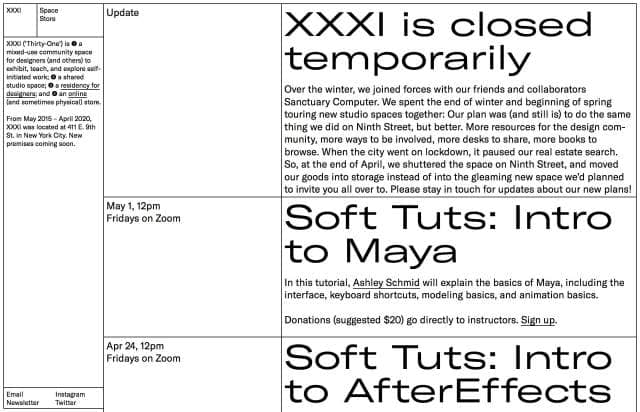 XXXI
Space
Store
XXXI ('Thirty-One') is ❶ a
mixed-use community space
for designers (and others) to
exhibit, teach, and explore self-
initiated work; ❷ a shared
studio space; ❸ a residency for
designers; and ❹ an online
(and sometimes physical) store.
From May 2015 – April 2020,
XXXI was located at 411 E. 9th
St. in New York City. New
premises coming soon.
Email
Newsletter
Instagram
Twitter
Update
XXXI is closed
temporarily
Over the winter, we joined forces with our friends and collaborators
Sanctuary Computer. We spent the end of winter and beginning of spring
touring new studio spaces together: Our plan was (and still is) to do the same
thing we did on Ninth Street, but better. More resources for the design com-
munity, more ways to be involved, more desks to share, more books to
browse. When the city went on lockdown, it paused our real estate search.
So, at the end of April, we shuttered the space on Ninth Street, and moved
our goods into storage instead of into the gleaming new space we'd planned
to invite you all over to. Please stay in touch for updates about our new plans!
May 1, 12pm
Fridays on Zoom
Soft Tuts: Intro
to Maya
In this tutorial, Ashley Schmid will explain the basics of Maya, including the
interface, keyboard shortcuts, modeling basics, and animation basics.
Donations (suggested $20) go directly to instructors. Sign up.
Apr 24, 12pm
Fridays on Zoom
Soft Tuts: Intro
to AfterEffects